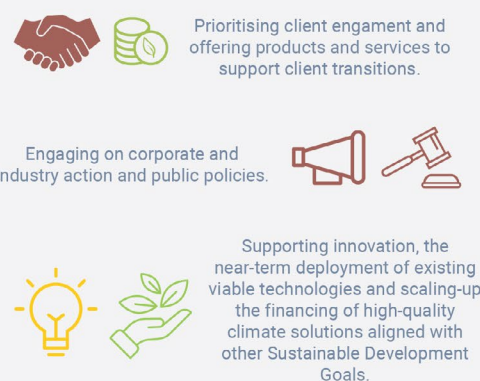 Prioritising client engament and
offering products and services to
support client transitions.
Engaging on corporate and
ndustry action and public policies.
Supporting innovation, the
near-term deployment of existing
viable technologies and scaling-up
the financing of high-quality
climate solutions aligned with
other Sustainable Development
Goals.